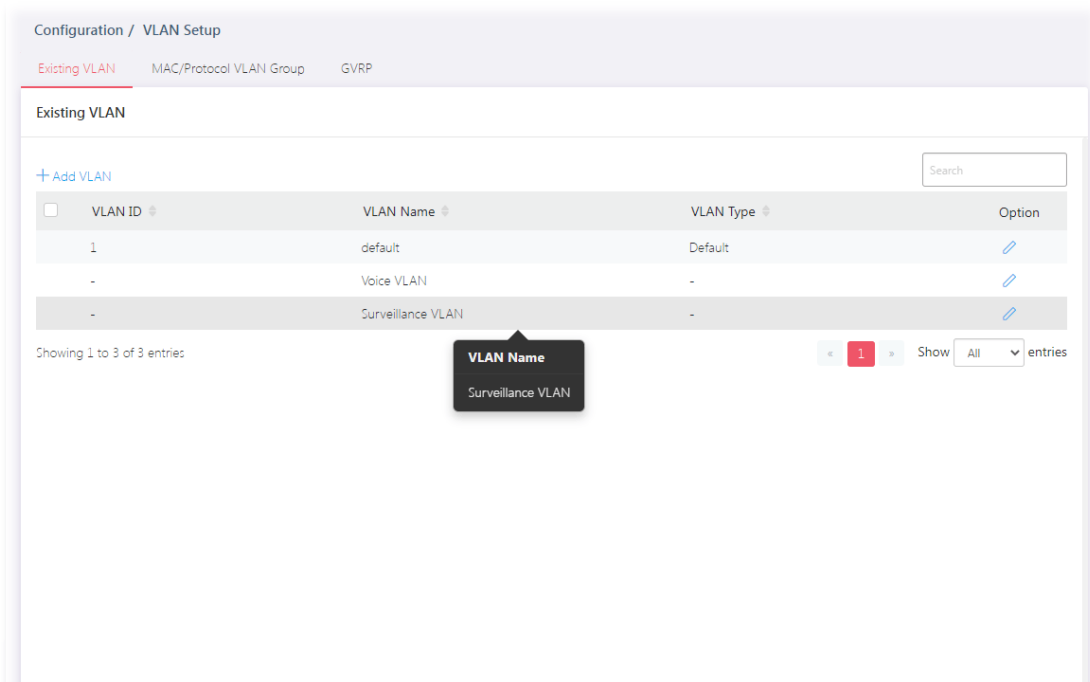 Configuration / VLAN Setup
Existing VLAN MAC/Protocol VLAN Group GVRP
Existing VLAN
+ Add VLAN Search
VLAN ID VLAN Name VLAN Type Option
1 default Default
- Voice VLAN -
- Surveillance VLAN -
Showing 1 to 3 of 3 entries « 1 » Show All entries
VLAN Name
Surveillance VLAN